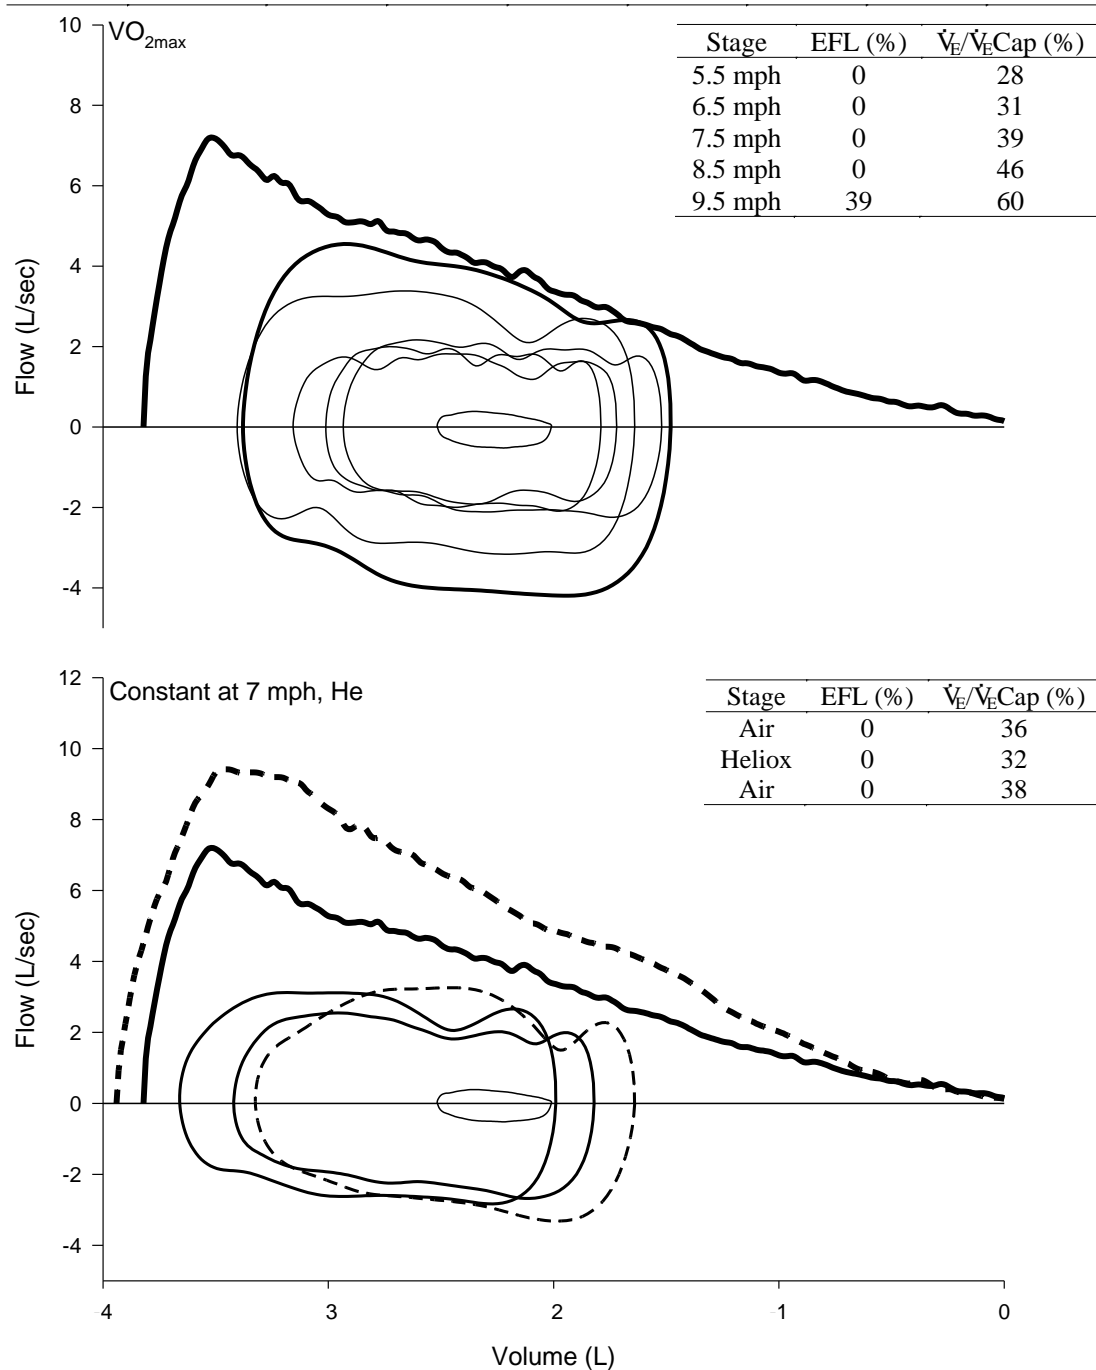 10
VO2max
Stage EFL (%) V̇E/V̇ECap (%)
5.5 mph 0 28
6.5 mph 0 31
7.5 mph 0 39
8.5 mph 0 46
9.5 mph 39 60
8
6
4
2
0
-2
-4
Flow (L/sec)
12
Constant at 7 mph, He
Stage EFL (%) V̇E/V̇ECap (%)
Air 0 36
Heliox 0 32
Air 0 38
10
8
6
4
2
0
-2
-4
Flow (L/sec)
-4 -3 -2 -1 0
Volume (L)